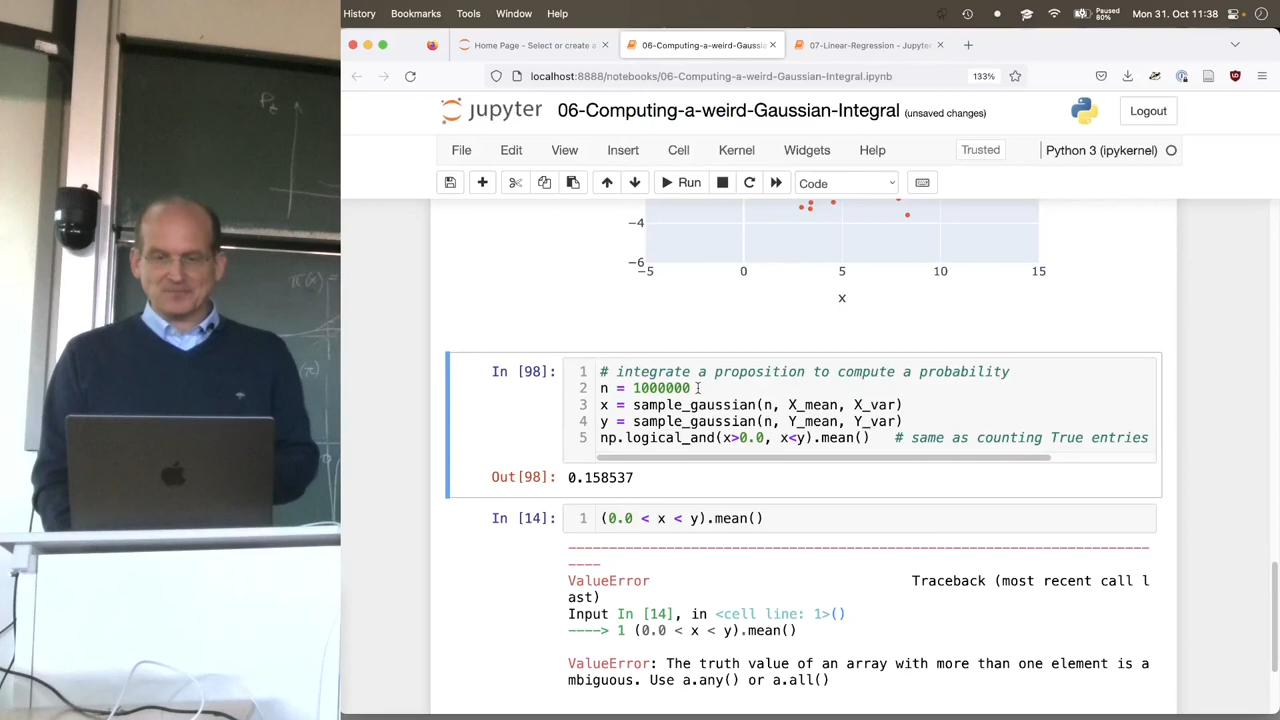 History Bookmarks Tools Window Help
Paused 80%
Mon 31. Oct 11:38
Home Page - Select or create a
06-Computing-a-weird-Gaussia
07-Linear-Regression - Jupyte
localhost:8888/notebooks/06-Computing-a-weird-Gaussian-Integral.ipynb
133%
jupyter 06-Computing-a-weird-Gaussian-Integral (unsaved changes)
Logout
File Edit View Insert Cell Kernel Widgets Help
Trusted
Python 3 (ipykernel)
Run
Code
−4
−6
−5 0 5 10 15
x
In [98]:
1 # integrate a proposition to compute a probability
2 n = 1000000
3 x = sample_gaussian(n, X_mean, X_var)
4 y = sample_gaussian(n, Y_mean, Y_var)
5 np.logical_and(x>0.0, x<y).mean() # same as counting True entries
Out[98]: 0.158537
In [14]: 1 (0.0 < x < y).mean()
---------------------------------------------------------------------------
ValueError Traceback (most recent call l
ast)
Input In [14], in <cell line: 1>()
----> 1 (0.0 < x < y).mean()
ValueError: The truth value of an array with more than one element is a
mbiguous. Use a.any() or a.all()